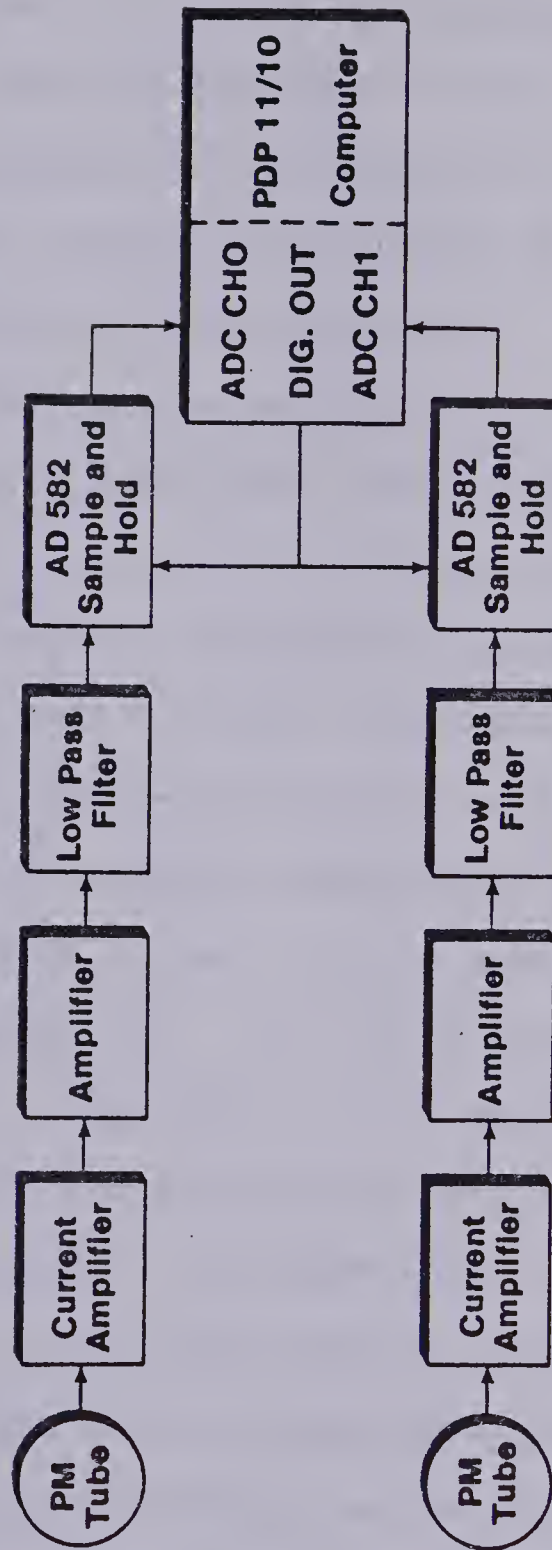 PM
Tube
Current
Amplifier
Amplifier
Low Pass
Filter
AD 582
Sample and
Hold
ADC CH0
DIG. OUT
ADC CH1
PDP 11/10
Computer
PM
Tube
Current
Amplifier
Amplifier
Low Pass
Filter
AD 582
Sample and
Hold